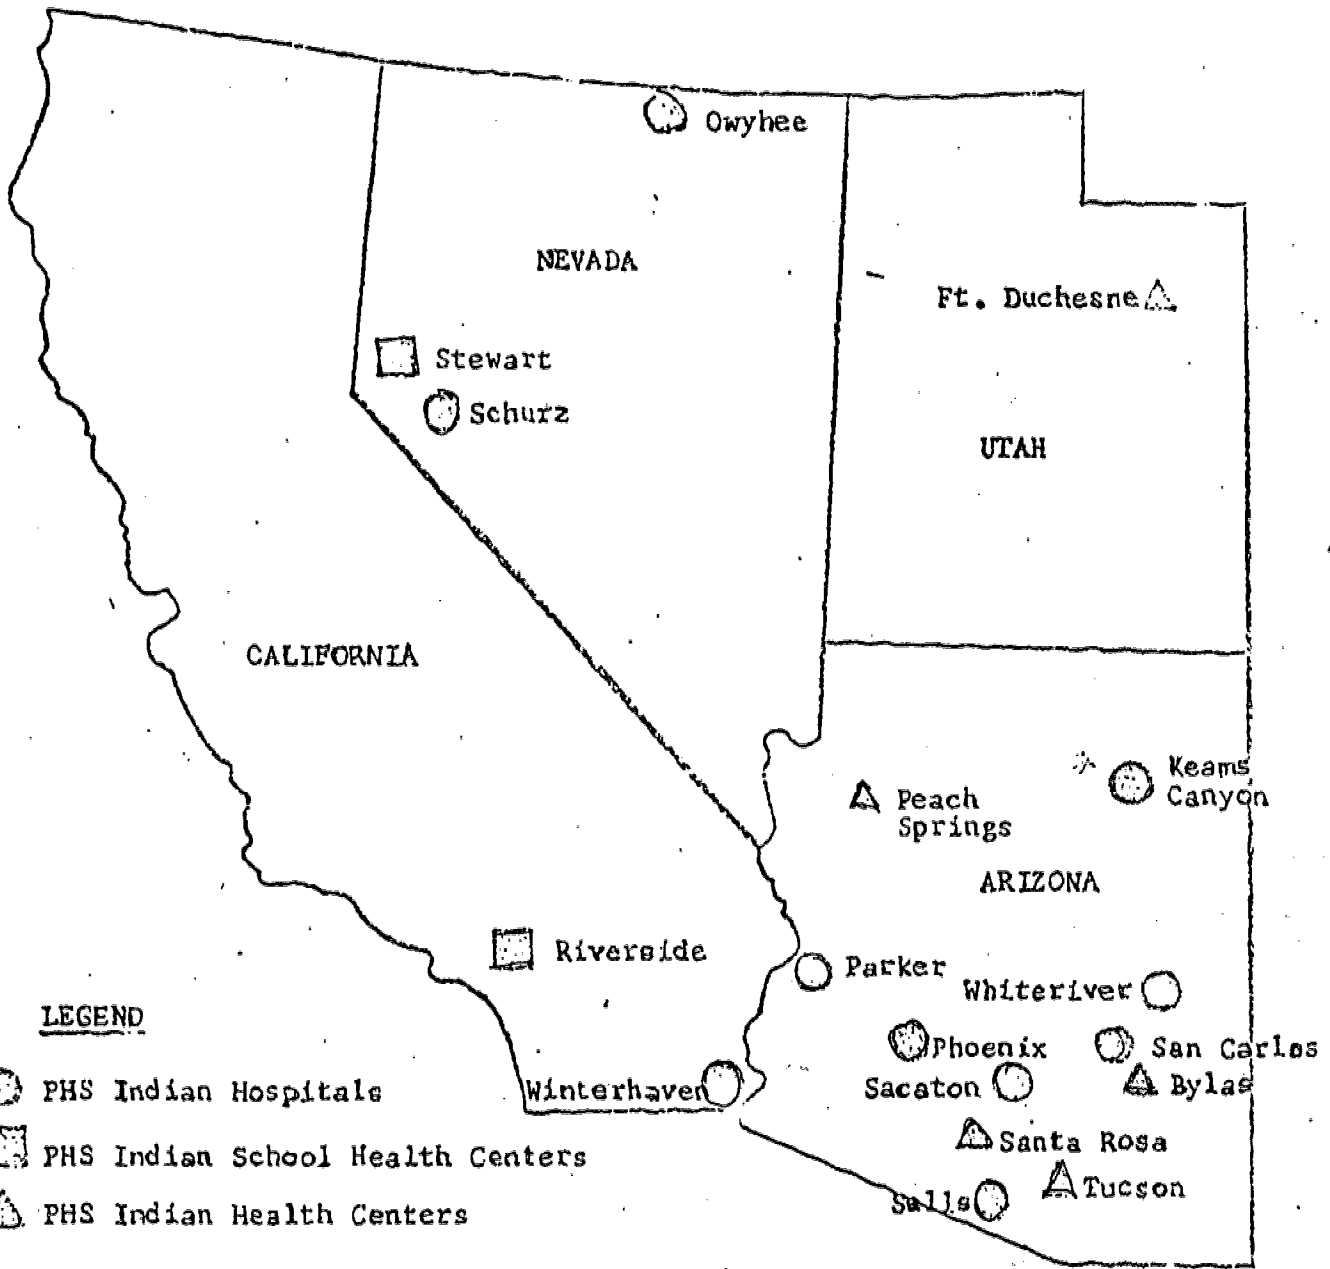 Owyhee
NEVADA
Ft. Duchesne
Stewart
Schurz
UTAH
CALIFORNIA
Keams
Canyon
Peach
Springs
ARIZONA
Riverside
Parker
Whiteriver
LEGEND
Phoenix
San Carlos
PHS Indian Hospitals
Winterhaven
Sacaton
Bylas
Santa Rosa
PHS Indian School Health Centers
Tucson
Sells
PHS Indian Health Centers